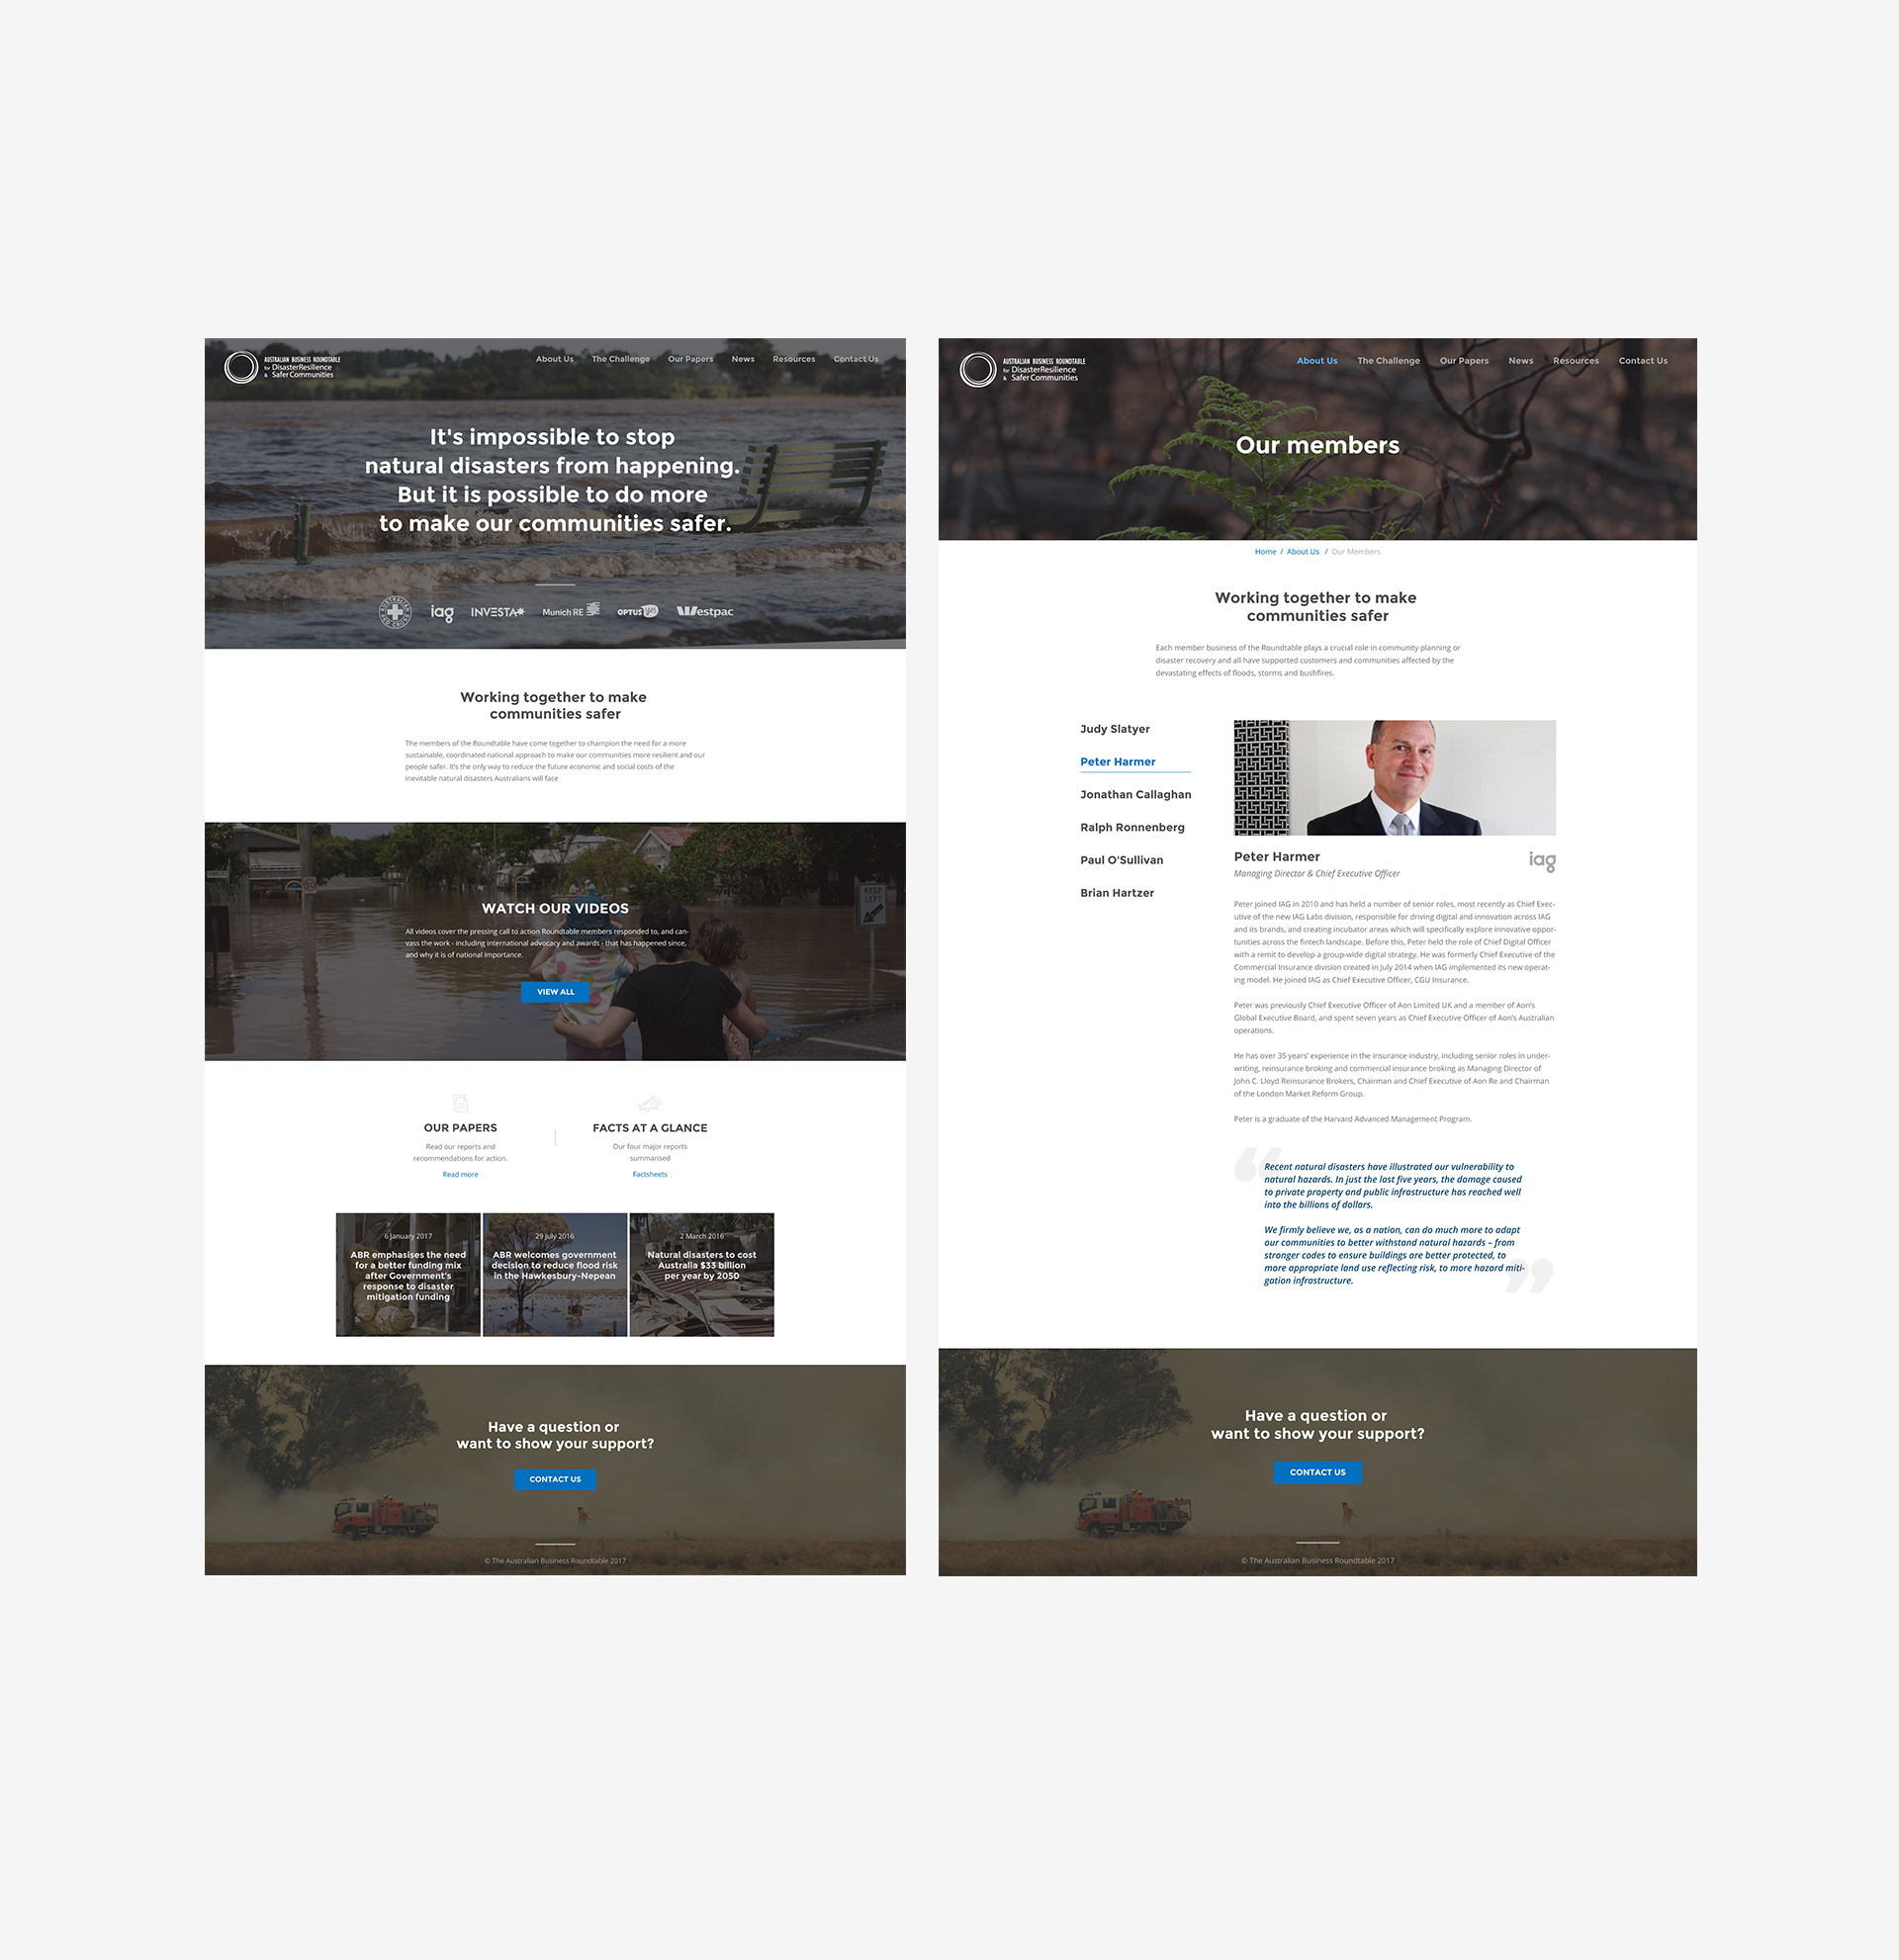 AUSTRALIAN BUSINESS ROUNDTABLE
for DisasterResilience
& SaferCommunities
About Us
The Challenge
Our Papers
News
Resources
Contact Us
It's impossible to stop
natural disasters from happening.
But it is possible to do more
to make our communities safer.
AUSTRALIAN RED CROSS
iag
INVESTA
Munich RE
OPTUS yes
Westpac
Working together to make
communities safer
The members of the Roundtable have come together to champion the need for a more
sustainable, coordinated national approach to make our communities more resilient and our
people safer. It's the only way to reduce the future economic and social costs of the
inevitable natural disasters Australians will face
KEEP
LEFT
WATCH OUR VIDEOS
All videos cover the pressing call to action Roundtable members responded to, and can-
vass the work - including international advocacy and awards - that has happened since,
and why it is of national importance.
VIEW ALL
OUR PAPERS
Read our reports and
recommendations for action.
Read more
FACTS AT A GLANCE
Our four major reports
summarised
Factsheets
6 January 2017
ABR emphasises the need
for a better funding mix
after Government's
response to disaster
mitigation funding
29 July 2016
ABR welcomes government
decision to reduce flood risk
in the Hawkesbury-Nepean
2 March 2016
Natural disasters to cost
Australia $33 billion
per year by 2050
Have a question or
want to show your support?
CONTACT US
© The Australian Business Roundtable 2017
AUSTRALIAN BUSINESS ROUNDTABLE
for DisasterResilience
& SaferCommunities
About Us
The Challenge
Our Papers
News
Resources
Contact Us
Our members
Home / About Us / Our Members
Working together to make
communities safer
Each member business of the Roundtable plays a crucial role in community planning or
disaster recovery and all have supported customers and communities affected by the
devastating effects of floods, storms and bushfires.
Judy Slatyer
Peter Harmer
Jonathan Callaghan
Ralph Ronnenberg
Paul O'Sullivan
Brian Hartzer
Peter Harmer
Managing Director & Chief Executive Officer
iag
Peter joined IAG in 2010 and has held a number of senior roles, most recently as Chief Exec-
utive of the new IAG Labs division, responsible for driving digital and innovation across IAG
and its brands, and creating incubator areas which will specifically explore innovative oppor-
tunities across the fintech landscape. Before this, Peter held the role of Chief Digital Officer
with a remit to develop a group-wide digital strategy. He was formerly Chief Executive of the
Commercial Insurance division created in July 2014 when IAG implemented its new operat-
ing model. He joined IAG as Chief Executive Officer, CGU Insurance.
Peter was previously Chief Executive Officer of Aon Limited UK and a member of Aon's
Global Executive Board, and spent seven years as Chief Executive Officer of Aon's Australian
operations.
He has over 35 years' experience in the insurance industry, including senior roles in under-
writing, reinsurance broking and commercial insurance broking as Managing Director of
John C. Lloyd Reinsurance Brokers, Chairman and Chief Executive of Aon Re and Chairman
of the London Market Reform Group.
Peter is a graduate of the Harvard Advanced Management Program.
“
Recent natural disasters have illustrated our vulnerability to
natural hazards. In just the last five years, the damage caused
to private property and public infrastructure has reached well
into the billions of dollars.
We firmly believe we, as a nation, can do much more to adapt
our communities to better withstand natural hazards – from
stronger codes to ensure buildings are better protected, to
more appropriate land use reflecting risk, to more hazard miti-
gation infrastructure.
”
Have a question or
want to show your support?
CONTACT US
© The Australian Business Roundtable 2017